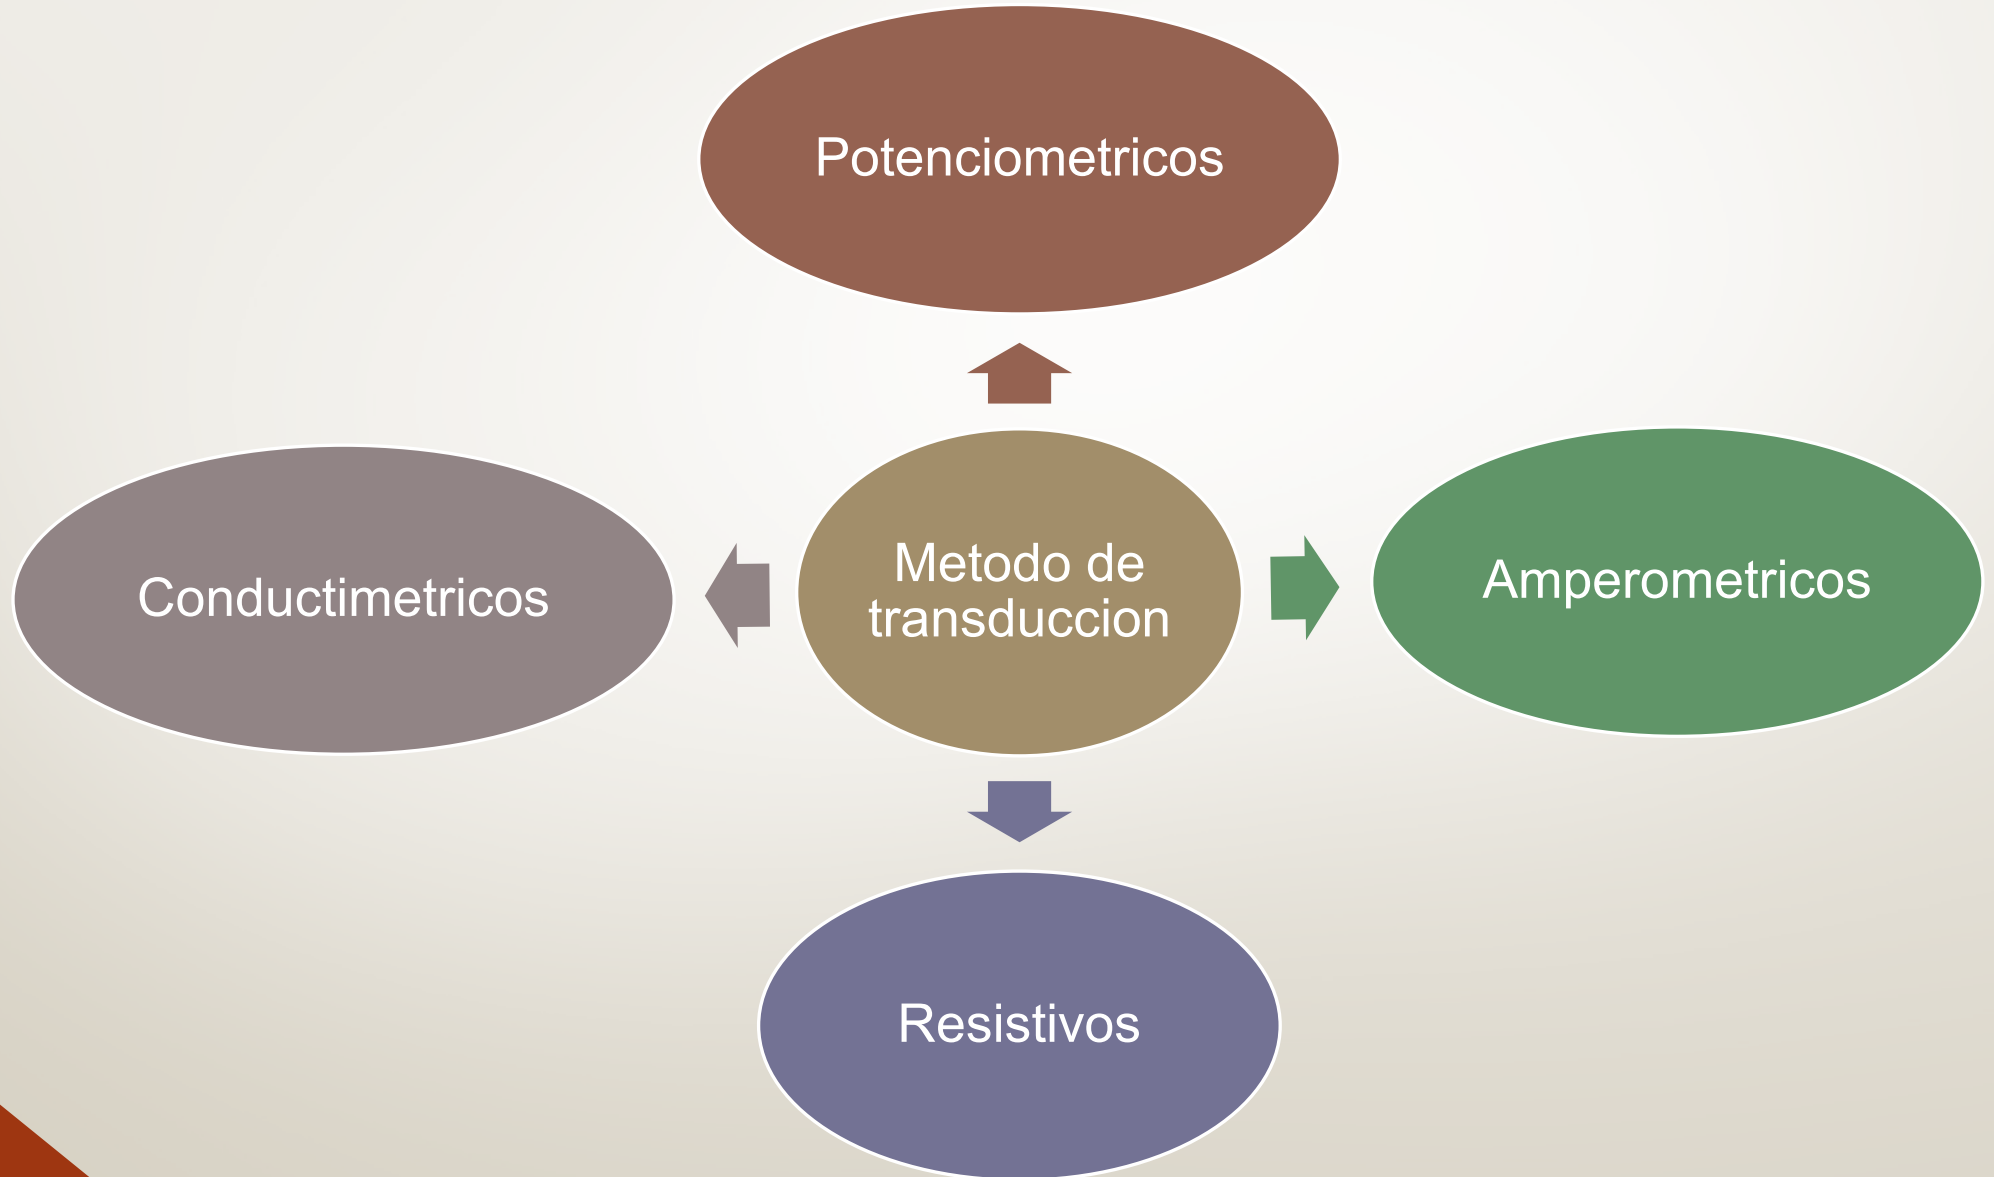 Potenciometricos
Conductimetricos
Metodo de
transduccion
Amperometricos
Resistivos